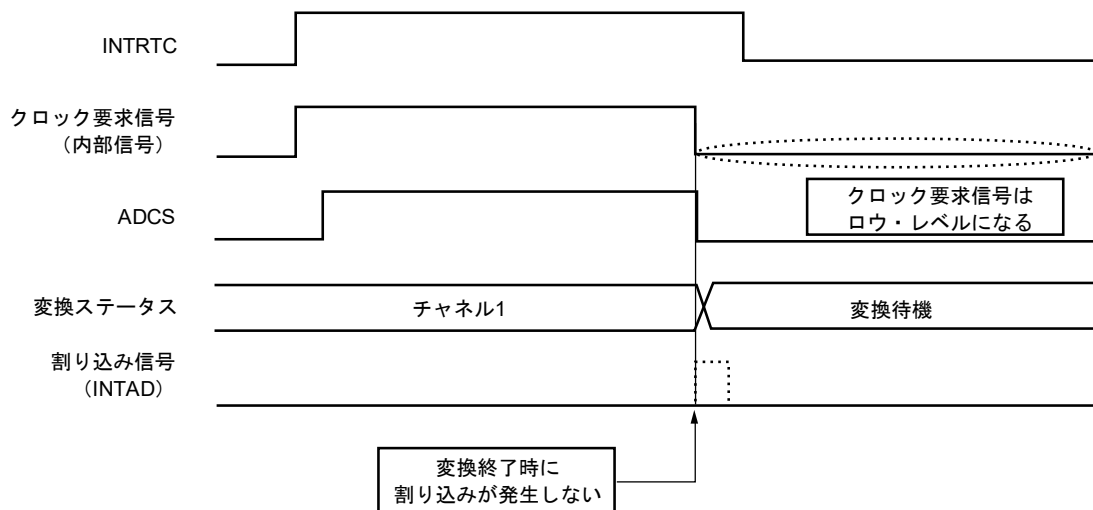 INTRTC
クロック要求信号
（内部信号）
ADCS
クロック要求信号は
ロウ・レベルになる
変換ステータス
チャネル1
変換待機
割り込み信号
（INTAD）
変換終了時に
割り込みが発生しない